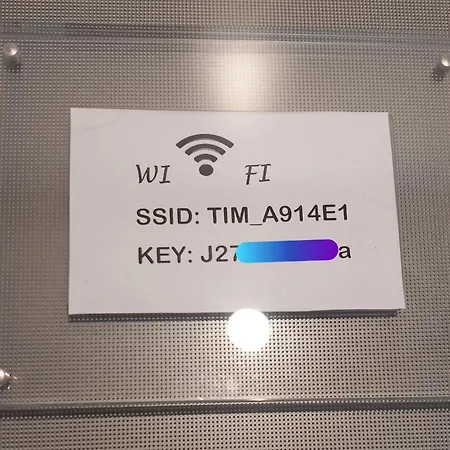 WI FI
SSID: TIM_A914E1
KEY: J27 a